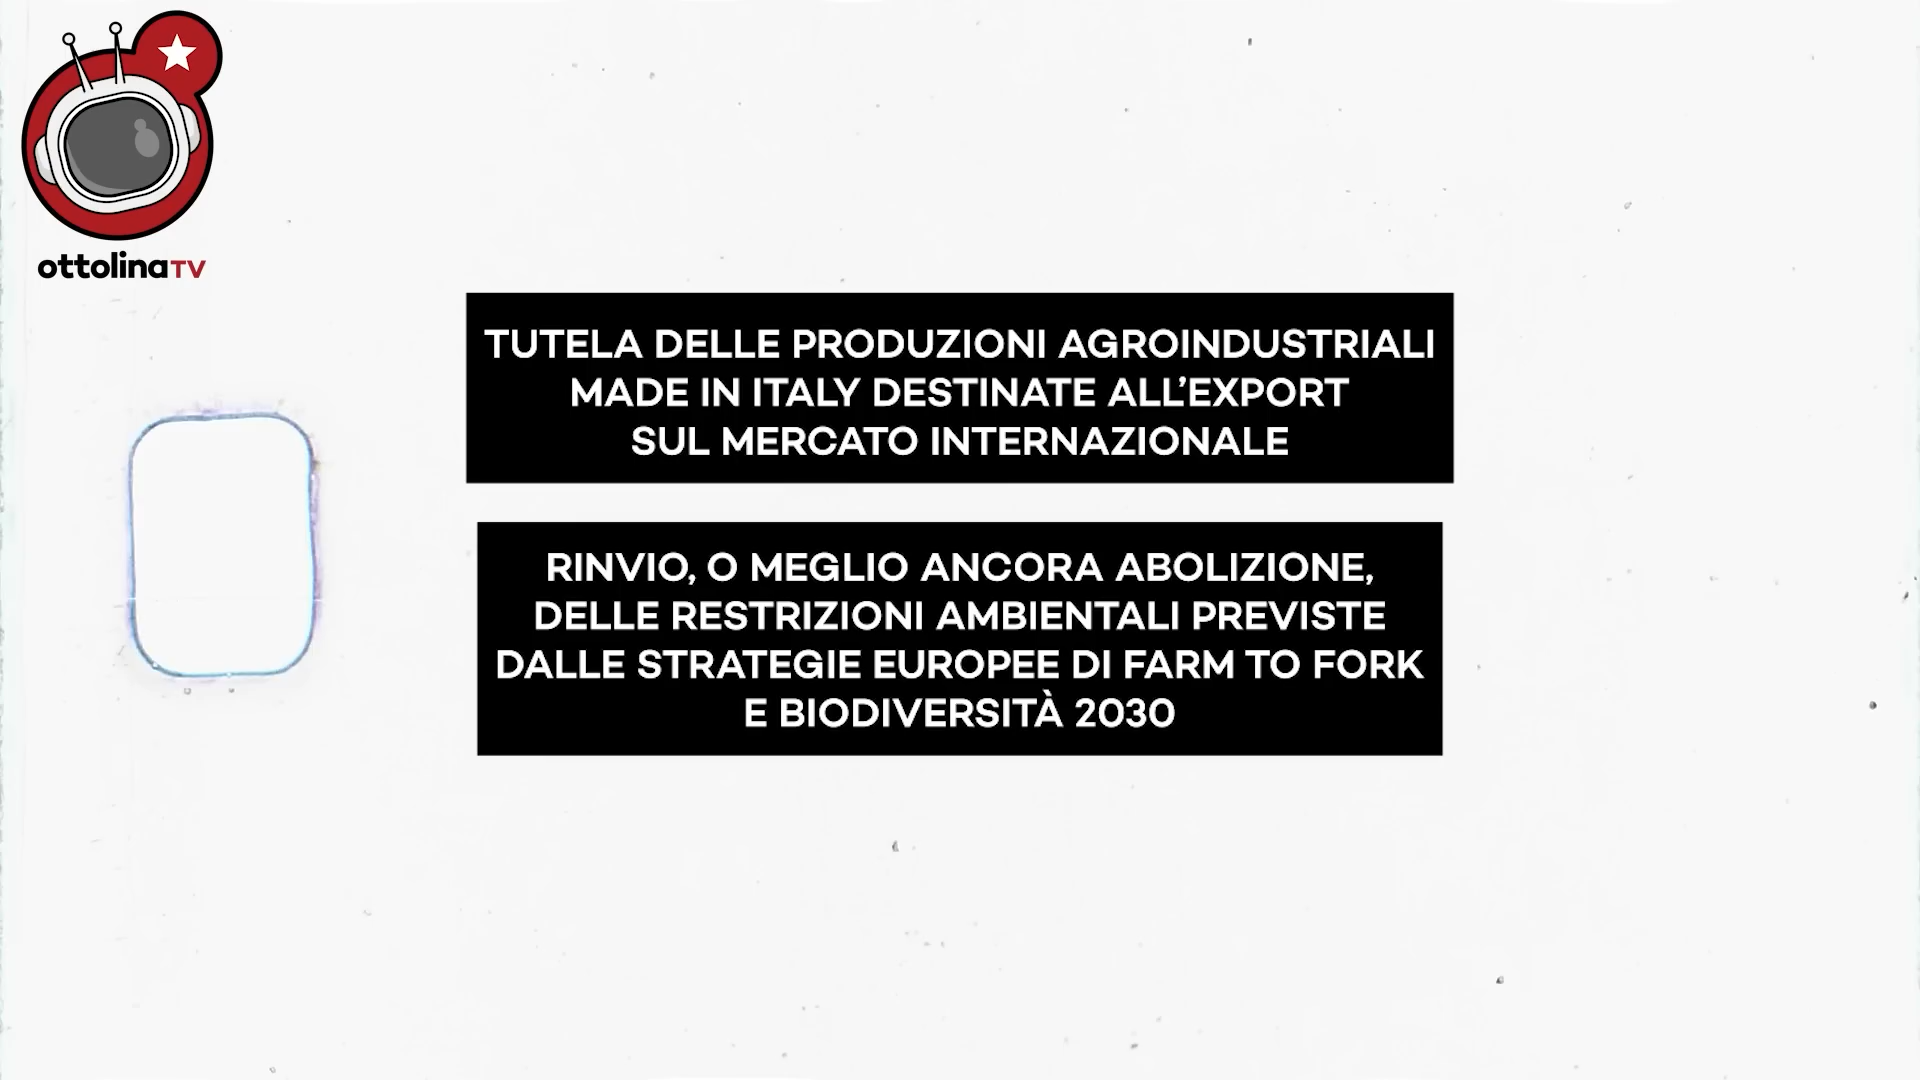 ottolinaTV
TUTELA DELLE PRODUZIONI AGROINDUSTRIALI
MADE IN ITALY DESTINATE ALL’EXPORT
SUL MERCATO INTERNAZIONALE
RINVIO, O MEGLIO ANCORA ABOLIZIONE,
DELLE RESTRIZIONI AMBIENTALI PREVISTE
DALLE STRATEGIE EUROPEE DI FARM TO FORK
E BIODIVERSITÀ 2030